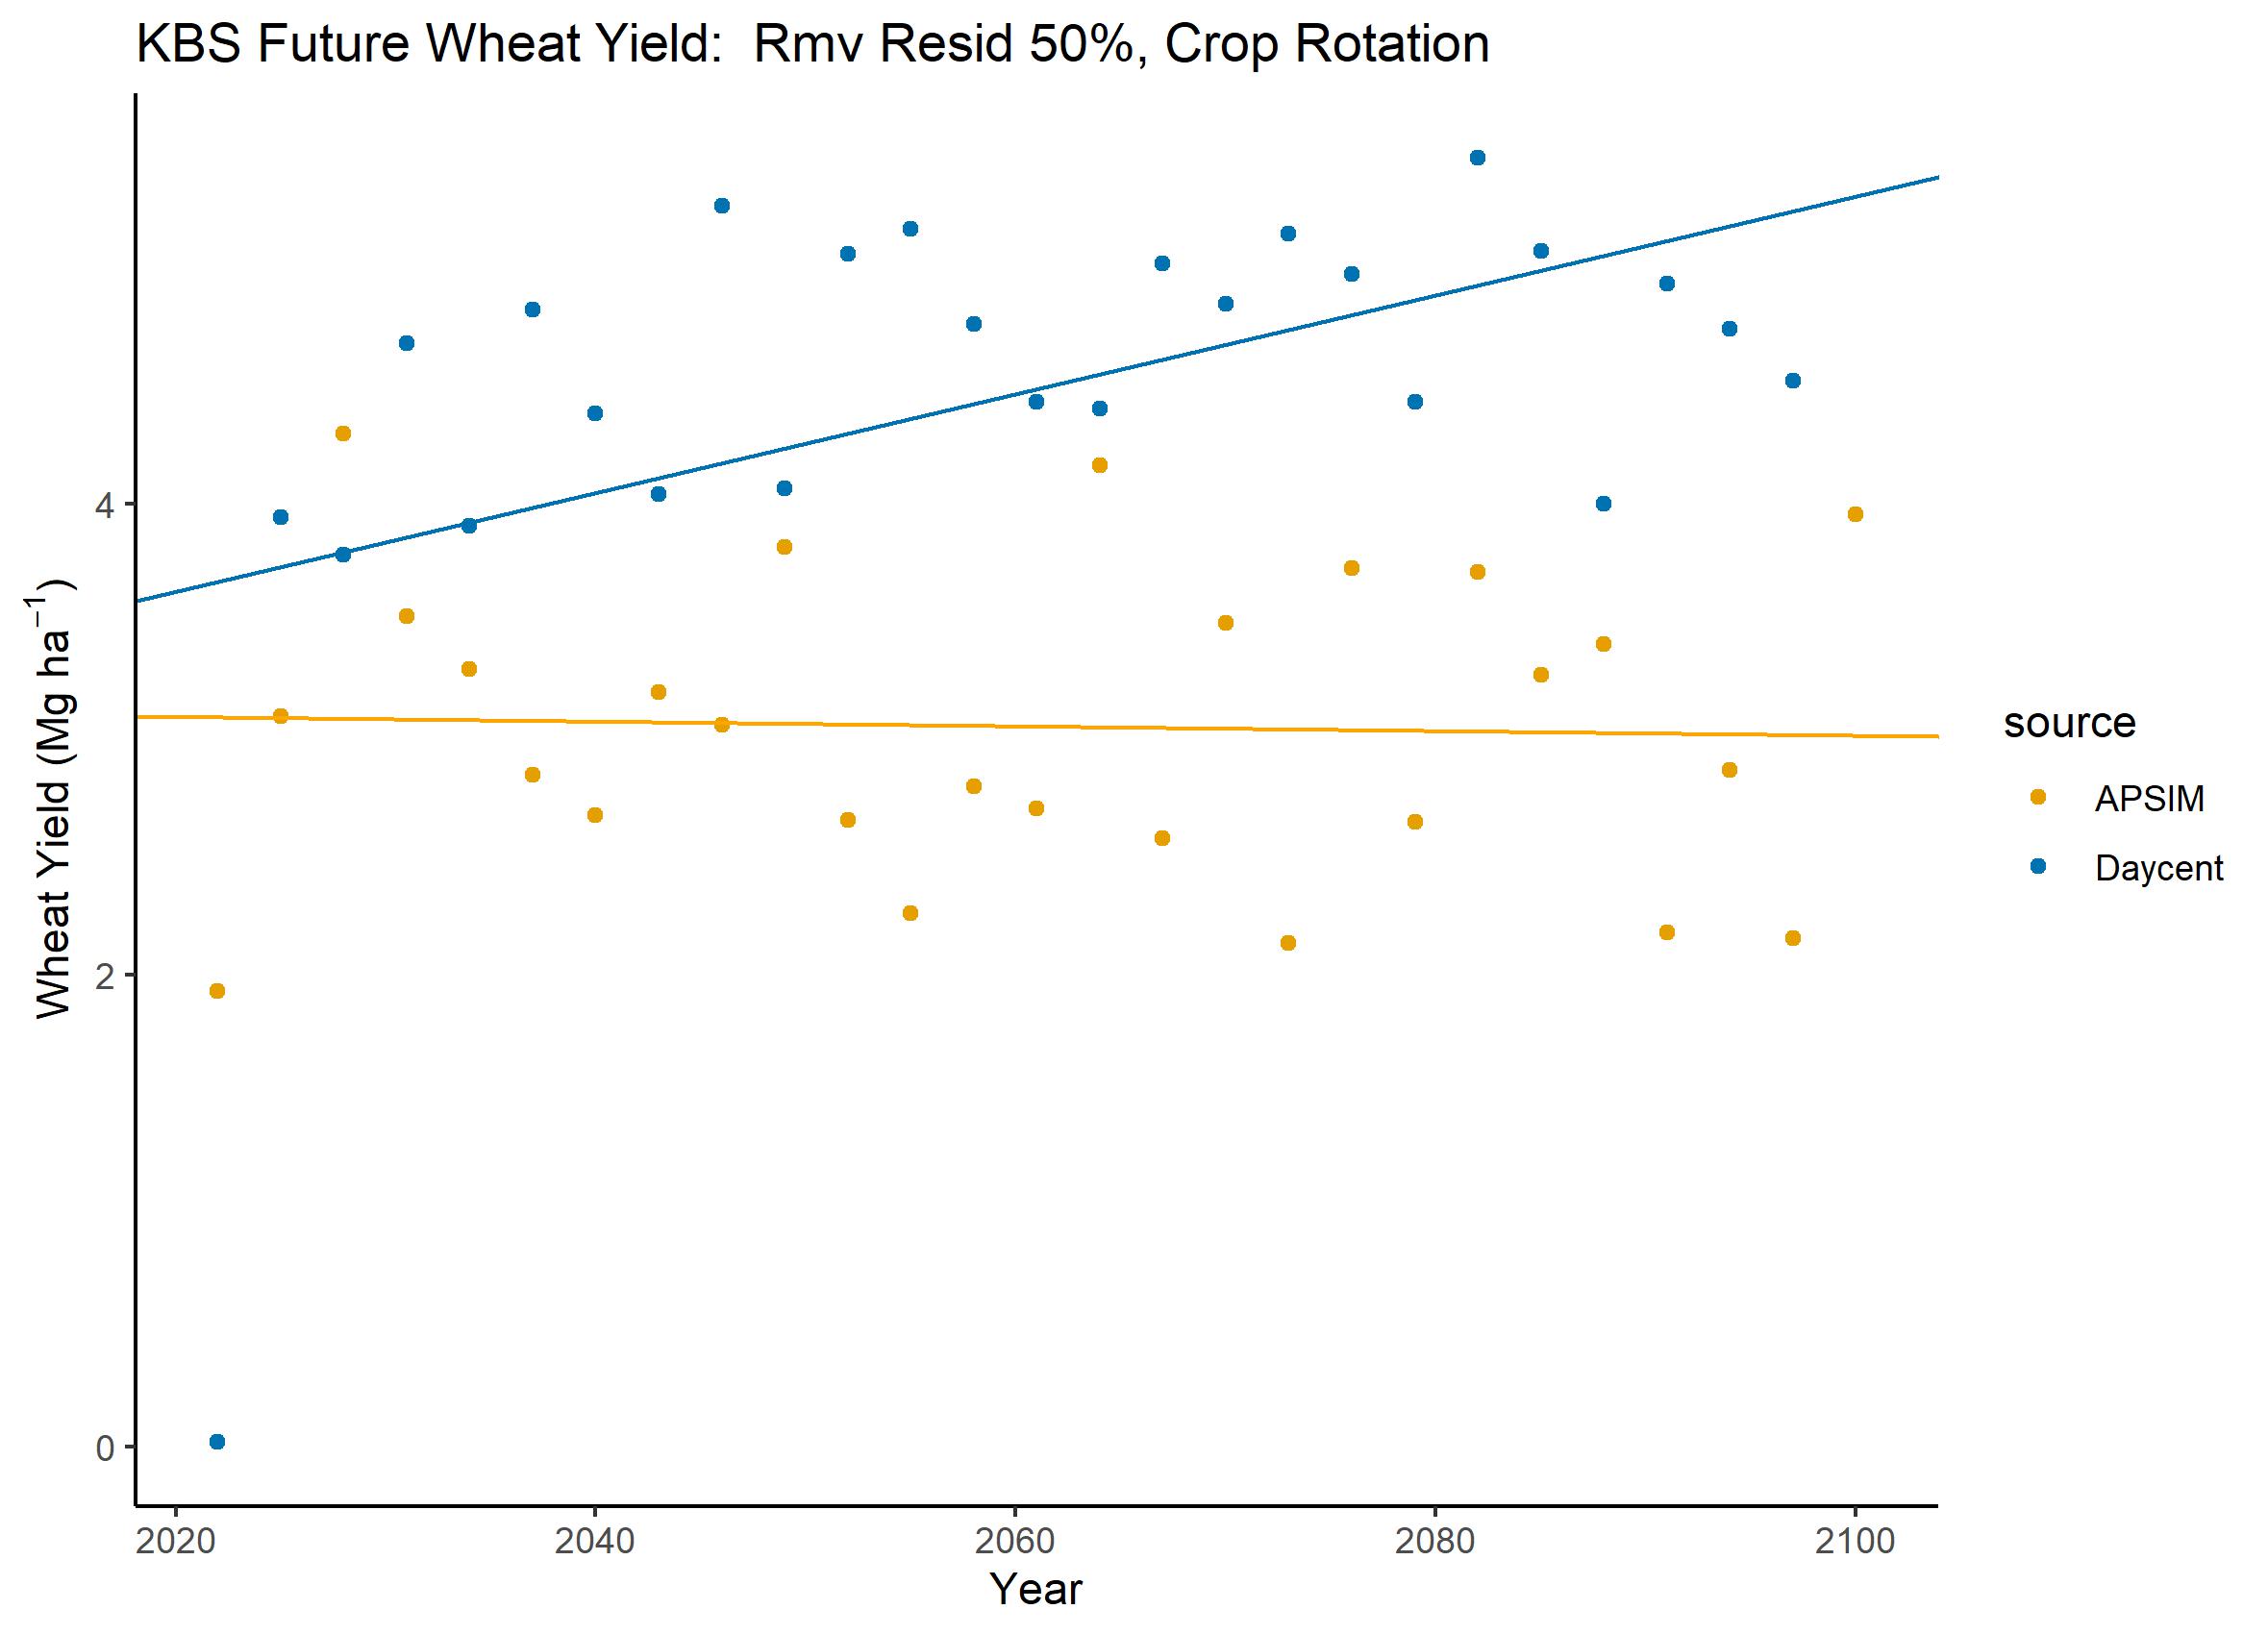 KBS Future Wheat Yield:  Rmv Resid 50%, Crop Rotation
Wheat Yield (Mg ha⁻¹)
4
2
0
2020 2040 2060 2080 2100
Year
source
APSIM
Daycent